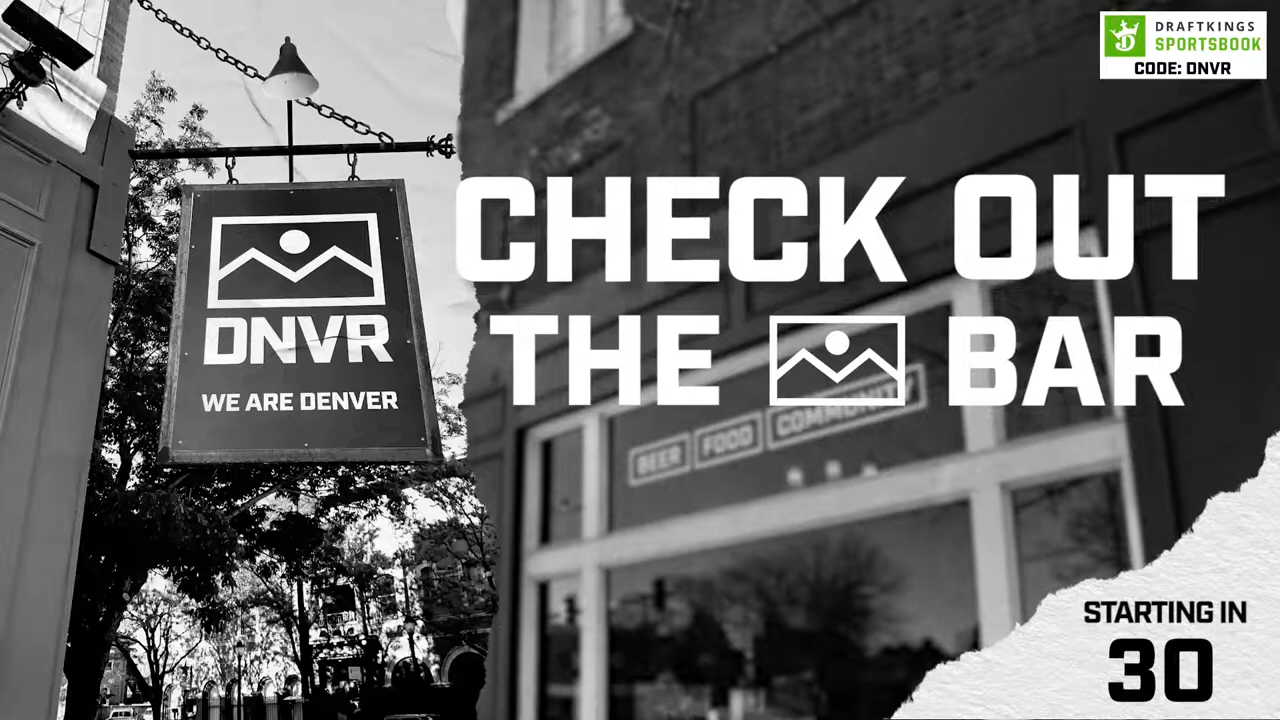 DRAFTKINGS
SPORTSBOOK
CODE: DNVR
DNVR
WE ARE DENVER
CHECK OUT
THE BAR
BEER FOOD COMMUNITY
STARTING IN
30